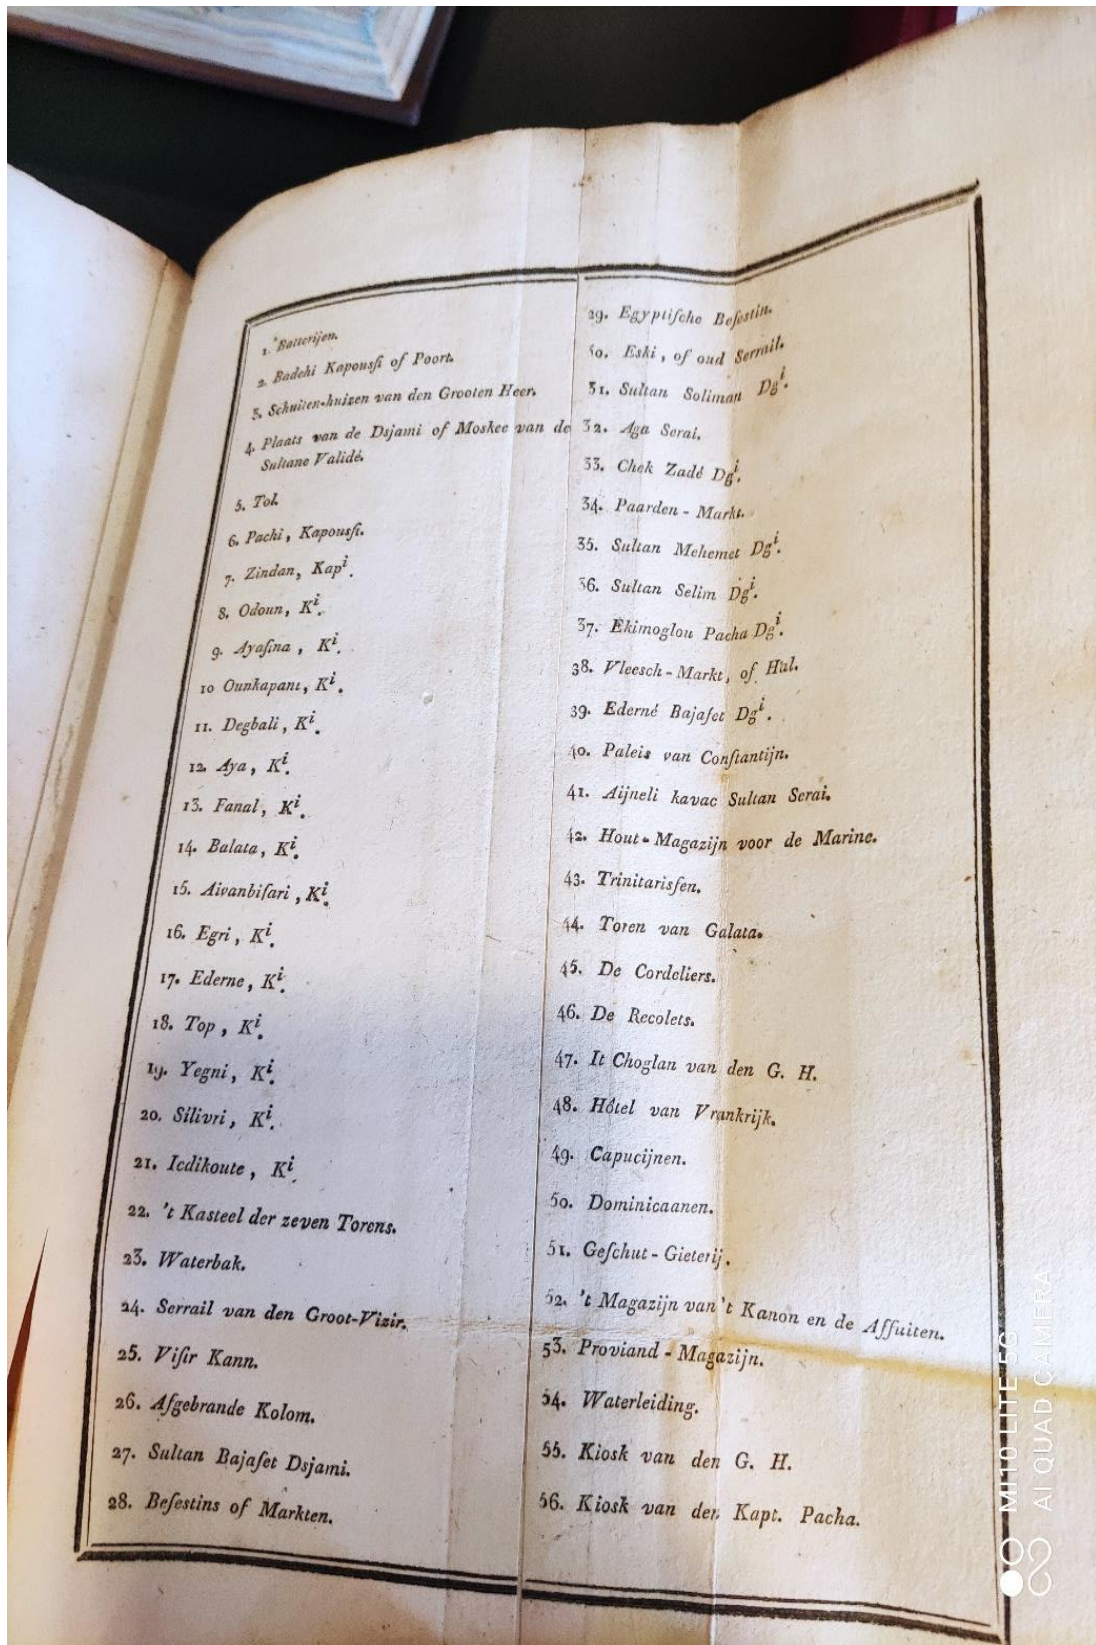 1. Batterijen.
2. Badchi Kapousſi of Poort.
3. Schuiten-huizen van den Grooten Heer.
4. Plaats van de Dsjami of Moskee van de
Sultane Validé.
5. Tol.
6. Pachi, Kapousſi.
7. Zindan, Kapi.
8. Odoun, Ki.
9. Ayaſma, Ki.
10 Ounkapani, Ki.
11. Degbali, Ki.
12. Aya, Ki.
13. Fanal, Ki.
14. Balata, Ki.
15. Aivanbiſari, Ki.
16. Egri, Ki.
17. Ederne, Ki.
18. Top, Ki.
19. Yegni, Ki.
20. Silivri, Ki.
21. Iedikoute, Ki.
22. 't Kasteel der zeven Torens.
23. Waterbak.
24. Serrail van den Groot-Vizir.
25. Viſir Kann.
26. Afgebrande Kolom.
27. Sultan Bajaſet Dsjami.
28. Beſestins of Markten.
29. Egyptiſche Beſestin.
30. Eski, of oud Serrail.
31. Sultan Soliman Dgi.
32. Aga Serai.
33. Chek Zadé Dgi.
34. Paarden-Markt.
35. Sultan Mehemet Dgi.
36. Sultan Selim Dgi.
37. Ekimoglou Pacha Dgi.
38. Vleesch-Markt, of Hal.
39. Ederné Bajaſet Dgi.
40. Paleis van Conſtantijn.
41. Aijneli kavac Sultan Serai.
42. Hout-Magazijn voor de Marine.
43. Trinitarisſen.
44. Toren van Galata.
45. De Cordeliers.
46. De Recolets.
47. It Choglan van den G. H.
48. Hôtel van Vrankrijk.
49. Capucijnen.
50. Dominicaanen.
51. Geſchut-Gieterij.
52. 't Magazijn van 't Kanon en de Affuiten.
53. Proviand-Magazijn.
54. Waterleiding.
55. Kiosk van den G. H.
56. Kiosk van den Kapt. Pacha.
MI 10 LITE 5G
AI QUAD CAMERA